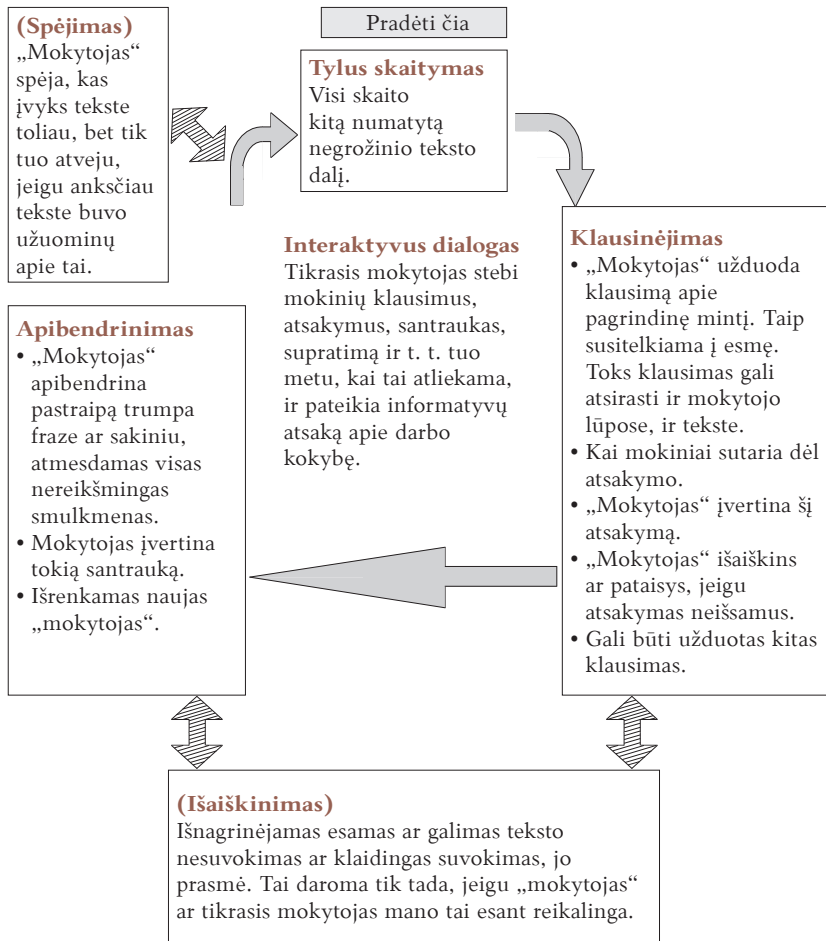 Pradėti čia
(Spėjimas)
„Mokytojas“
spėja, kas
įvyks tekste
toliau, bet tik
tuo atveju,
jeigu anksčiau
tekste buvo
užuominų
apie tai.
Tylus skaitymas
Visi skaito
kitą numatytą
negrožinio teksto
dalį.
Interaktyvus dialogas
Tikrasis mokytojas stebi
mokinių klausimus,
atsakymus, santraukas,
supratimą ir t. t. tuo
metu, kai tai atliekama,
ir pateikia informatyvų
atsaką apie darbo
kokybę.
Klausinėjimas
• „Mokytojas“ užduoda
klausimą apie
pagrindinę mintį. Taip
susitelkiama į esmę.
Toks klausimas gali
atsirasti ir mokytojo
lūpose, ir tekste.
• Kai mokiniai sutaria dėl
atsakymo.
• „Mokytojas“ įvertina šį
atsakymą.
• „Mokytojas“ išaiškins
ar pataisys, jeigu
atsakymas neišsamus.
• Gali būti užduotas kitas
klausimas.
Apibendrinimas
• „Mokytojas“
apibendrina
pastraipą trumpa
fraze ar sakiniu,
atmesdamas visas
nereikšmingas
smulkmenas.
• Mokytojas įvertina
tokią santrauką.
• Išrenkamas naujas
„mokytojas“.
(Išaiškinimas)
Išnagrinėjamas esamas ar galimas teksto
nesuvokimas ar klaidingas suvokimas, jo
prasmė. Tai daroma tik tada, jeigu „mokytojas“
ar tikrasis mokytojas mano tai esant reikalinga.